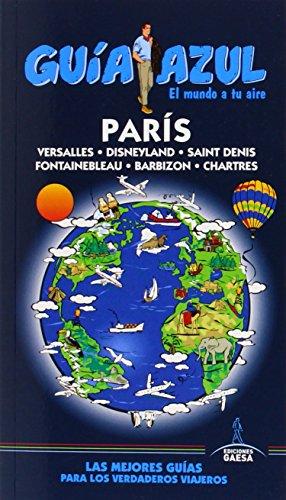 GUÍA AZUL
El mundo a tu aire
PARÍS
VERSALLES • DISNEYLAND • SAINT DENIS
FONTAINEBLEAU • BARBIZON • CHARTRES
EDICIONES
GAESA
LAS MEJORES GUÍAS
PARA LOS VERDADEROS VIAJEROS